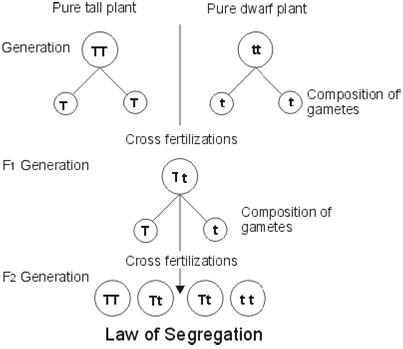 Pure tall plant
Pure dwarf plant
Generation
TT
tt
T
T
t
t
Composition of
gametes
Cross fertilizations
F1 Generation
Tt
T
t
Composition of
gametes
Cross fertilizations
F2 Generation
TT
Tt
Tt
tt
Law of Segregation